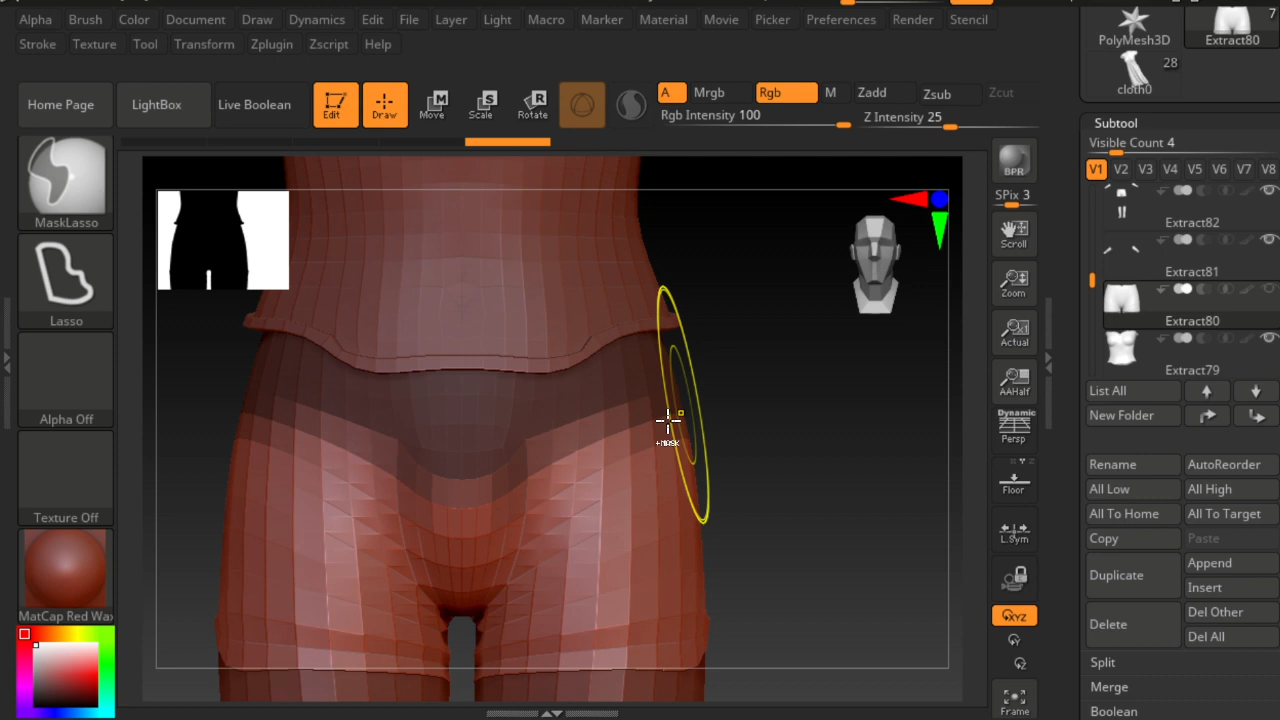 Alpha Brush Color Document Draw Dynamics Edit File Layer Light Macro Marker Material Movie Picker Preferences Render Stencil
Stroke Texture Tool Transform Zplugin Zscript Help
Home Page
LightBox
Live Boolean
Edit
Draw
Move
Scale
Rotate
A
Mrgb
Rgb
M
Zadd
Zsub
Zcut
Rgb Intensity 100
Z Intensity 25
MaskLasso
Lasso
Alpha Off
Texture Off
MatCap Red Wax
+MASK
BPR
SPix 3
Scroll
Zoom
Actual
AAHalf
Dynamic
Persp
Floor
L.Sym
XYZ
Frame
PolyMesh3D
7
Extract80
28
cloth0
Subtool
Visible Count 4
V1 V2 V3 V4 V5 V6 V7 V8
Extract82
Extract81
Extract80
Extract79
List All
New Folder
Rename
AutoReorder
All Low
All High
All To Home
All To Target
Copy
Paste
Duplicate
Append
Insert
Delete
Del Other
Del All
Split
Merge
Boolean